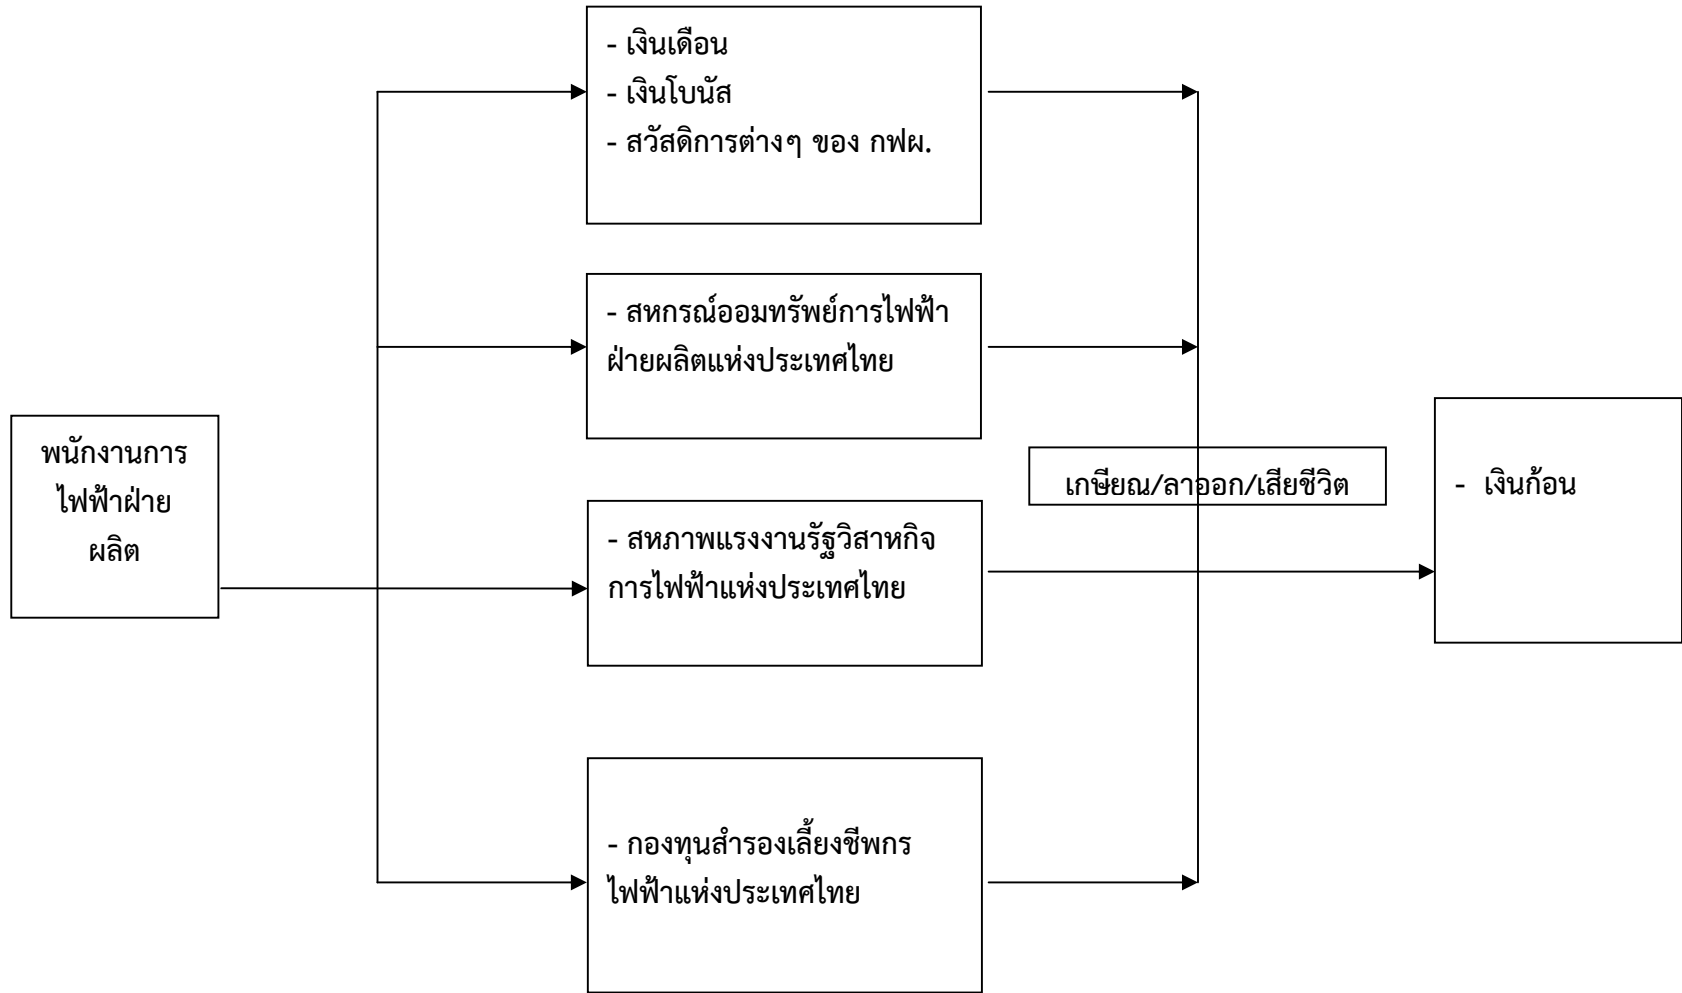 - เงินเดือน
- เงินโบนัส
- สวัสดิการต่างๆ ของ กฟผ.
- สหกรณ์ออมทรัพย์การไฟฟ้า
ฝ่ายผลิตแห่งประเทศไทย
พนักงานการ
ไฟฟ้าฝ่าย
ผลิต
- สหภาพแรงงานรัฐวิสาหกิจ
การไฟฟ้าแห่งประเทศไทย
- กองทุนสำรองเลี้ยงชีพกร
ไฟฟ้าแห่งประเทศไทย
เกษียณ/ลาออก/เสียชีวิต
- เงินก้อน